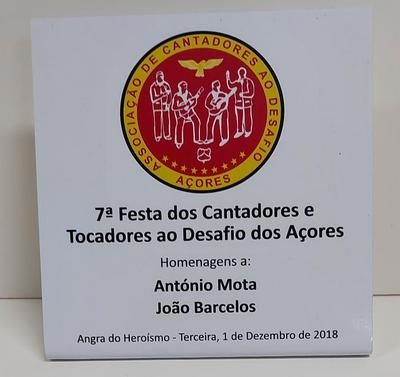 ASSOCIAÇÃO DE CANTADORES AO DESAFIO
AÇORES
7ª Festa dos Cantadores e
Tocadores ao Desafio dos Açores
Homenagens a:
António Mota
João Barcelos
Angra do Heroísmo - Terceira, 1 de Dezembro de 2018